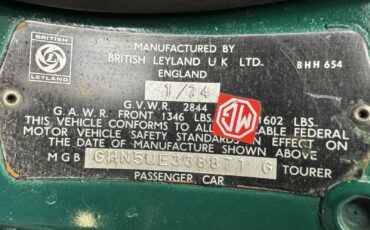 BRITISH
LEYLAND
MANUFACTURED BY
BRITISH LEYLAND U K LTD.
ENGLAND
BHH 654
1/74
G.V.W.R. 2844
G.A.W.R. FRONT 1346 LBS 602 LBS.
THIS VEHICLE CONFORMS TO ALL ABLE FEDERAL
MOTOR VEHICLE SAFETY STANDARDS IN EFFECT ON
THE DATE OF MANUFACTURE SHOWN ABOVE
MG
MGB GHN5UE338871 G TOURER
PASSENGER CAR